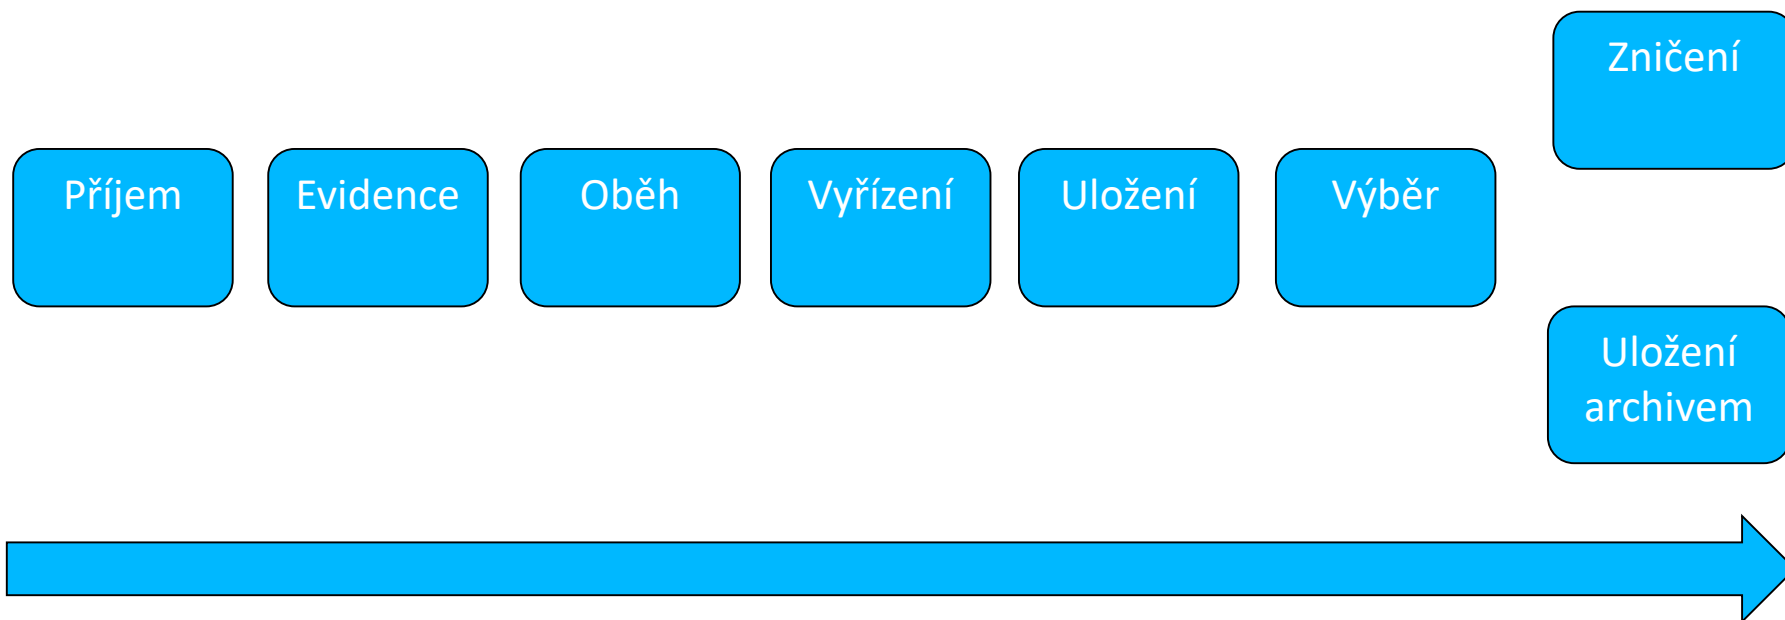 Příjem
Evidence
Oběh
Vyřízení
Uložení
Výběr
Zničení
Uložení
archivem